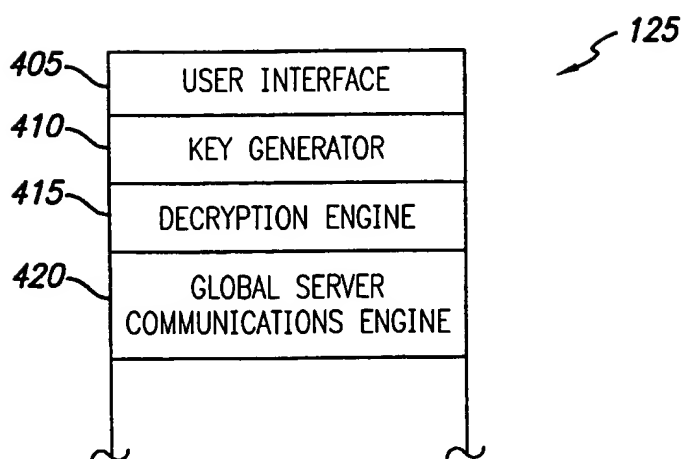 125
405
USER INTERFACE
410
KEY GENERATOR
415
DECRYPTION ENGINE
420
GLOBAL SERVER
COMMUNICATIONS ENGINE